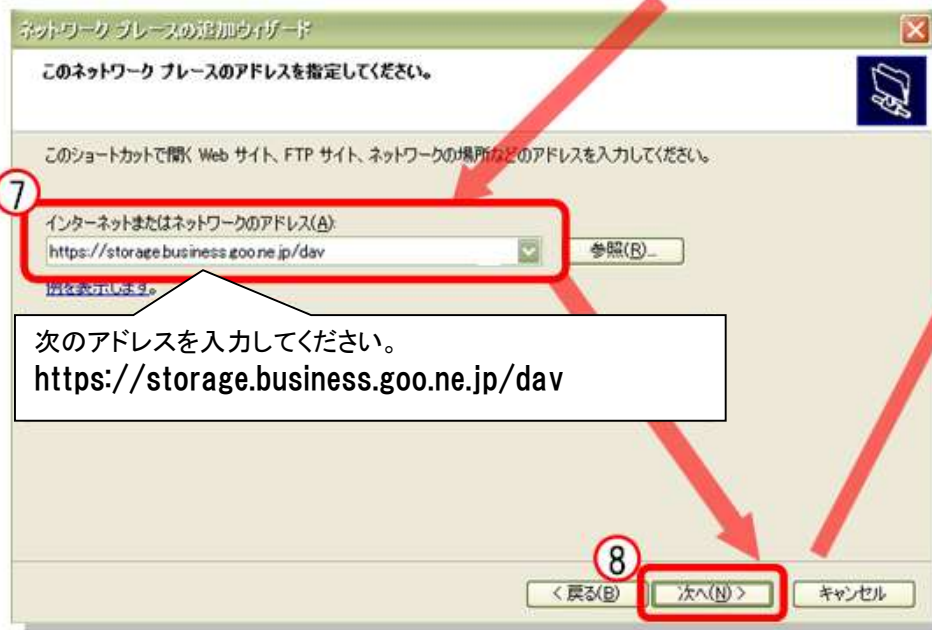 ネットワーク プレースの追加ウィザード
このネットワーク プレースのアドレスを指定してください。
このショートカットで開く Web サイト、FTP サイト、ネットワークの場所などのアドレスを入力してください。
⑦
インターネットまたはネットワークのアドレス(A):
https://storage.business.goo.ne.jp/dav
参照(R)...
例を表示します。
次のアドレスを入力してください。
https://storage.business.goo.ne.jp/dav
⑧
< 戻る(B)
次へ(N) >
キャンセル